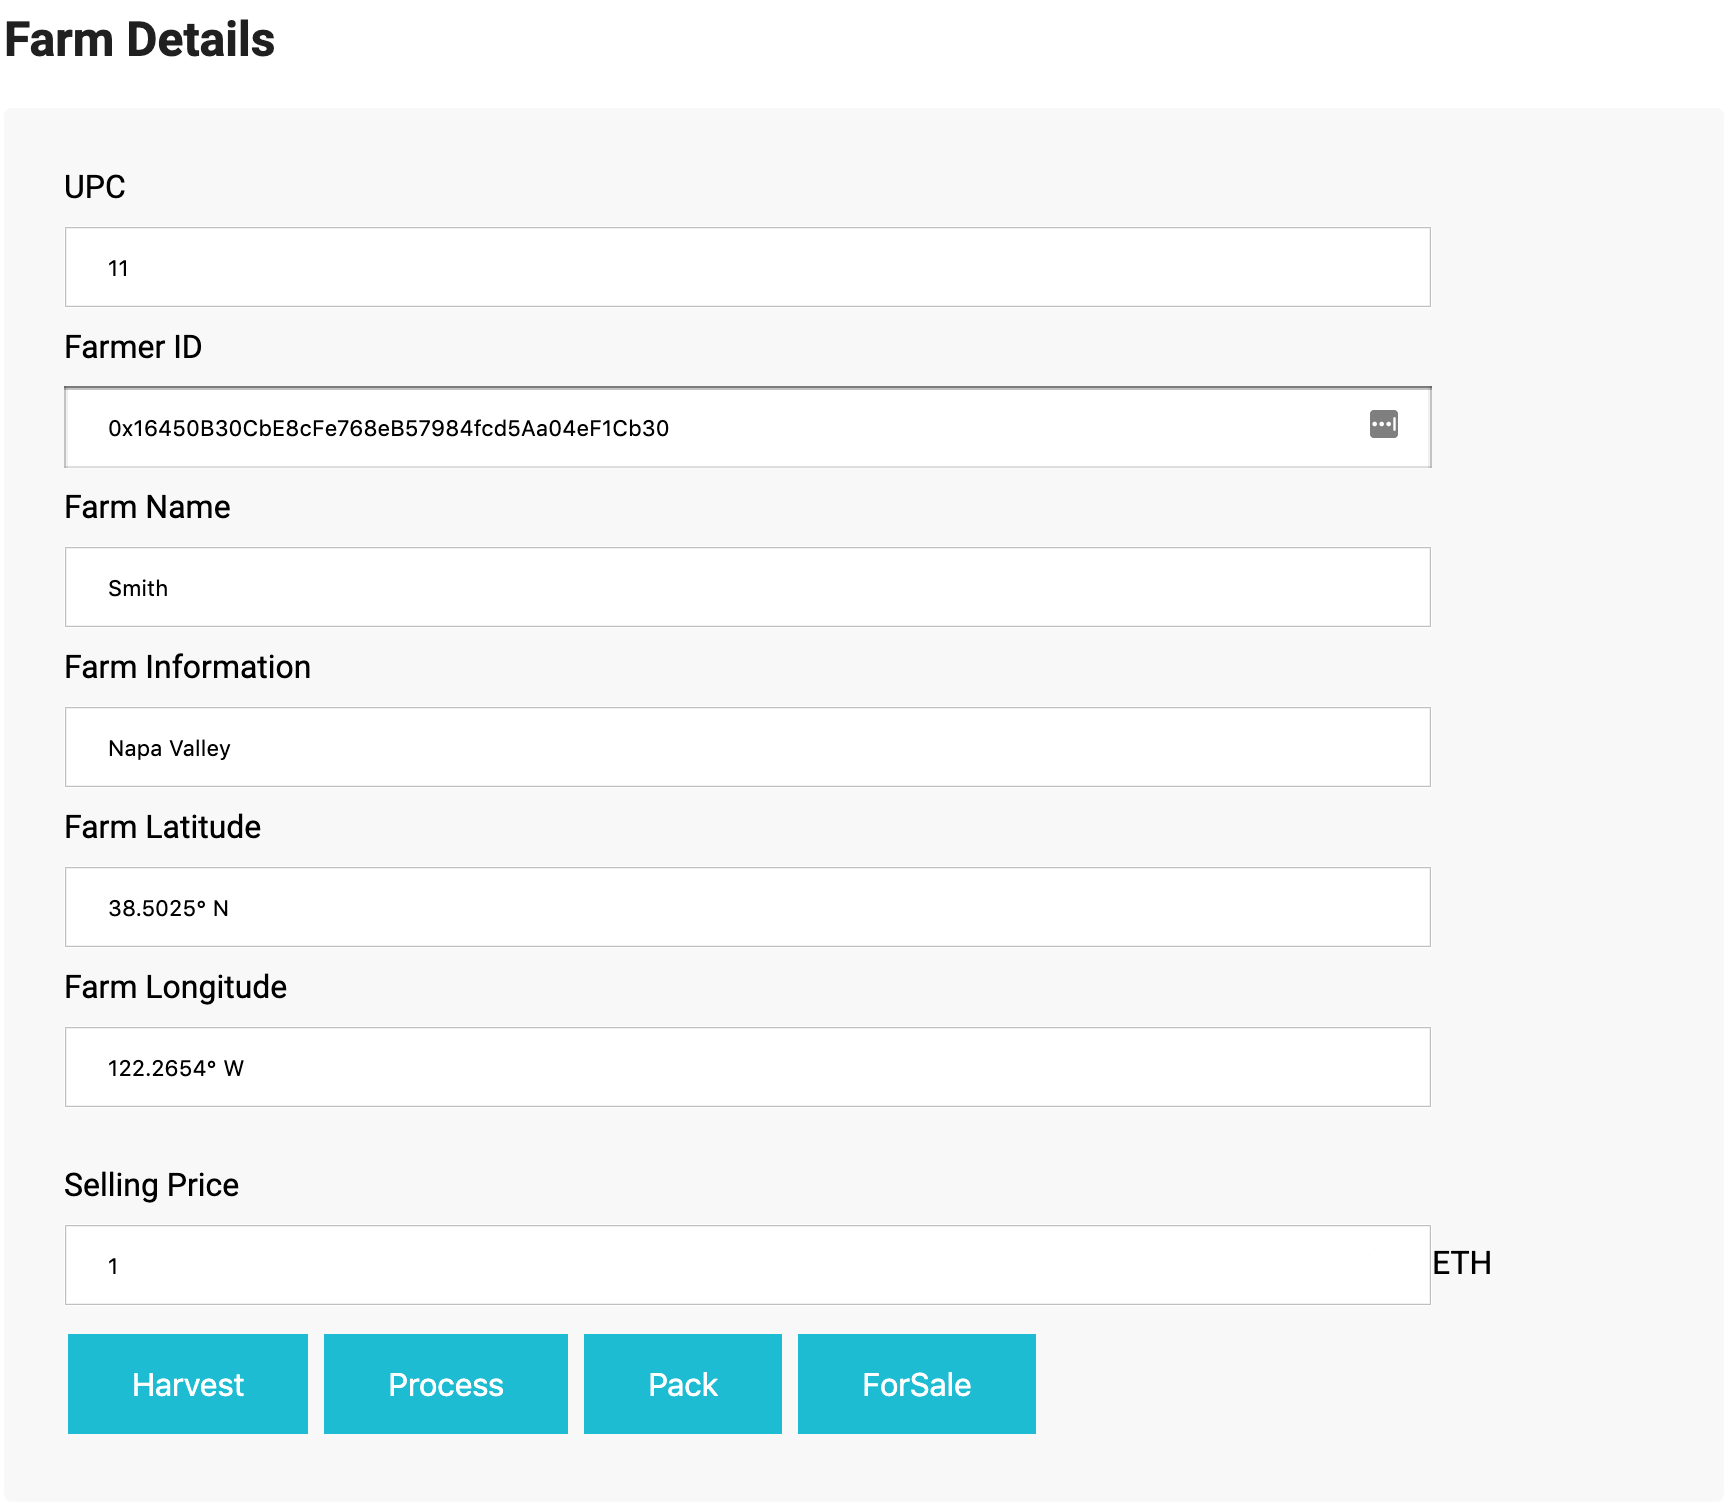 Farm Details
UPC
11
Farmer ID
0x16450B30CbE8cFe768eB57984fcd5Aa04eF1Cb30
Farm Name
Smith
Farm Information
Napa Valley
Farm Latitude
38.5025° N
Farm Longitude
122.2654° W
Selling Price
1 ETH
Harvest Process Pack ForSale